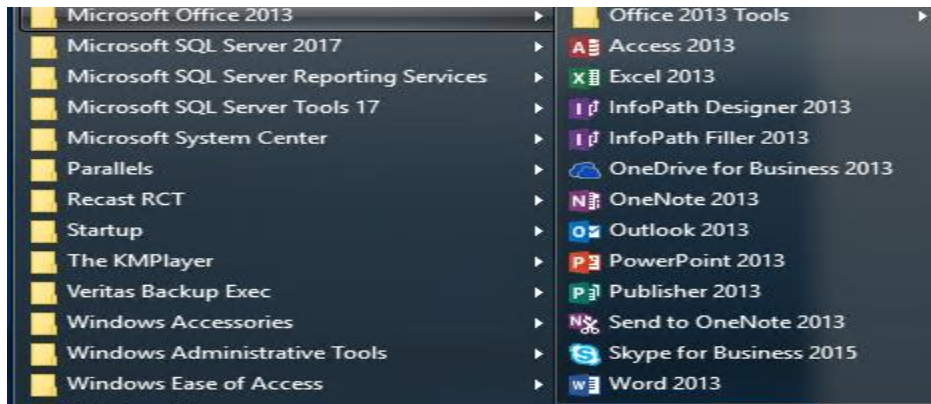 Microsoft Office 2013
Microsoft SQL Server 2017
Microsoft SQL Server Reporting Services
Microsoft SQL Server Tools 17
Microsoft System Center
Parallels
Recast RCT
Startup
The KMPlayer
Veritas Backup Exec
Windows Accessories
Windows Administrative Tools
Windows Ease of Access
Office 2013 Tools
Access 2013
Excel 2013
InfoPath Designer 2013
InfoPath Filler 2013
OneDrive for Business 2013
OneNote 2013
Outlook 2013
PowerPoint 2013
Publisher 2013
Send to OneNote 2013
Skype for Business 2015
Word 2013